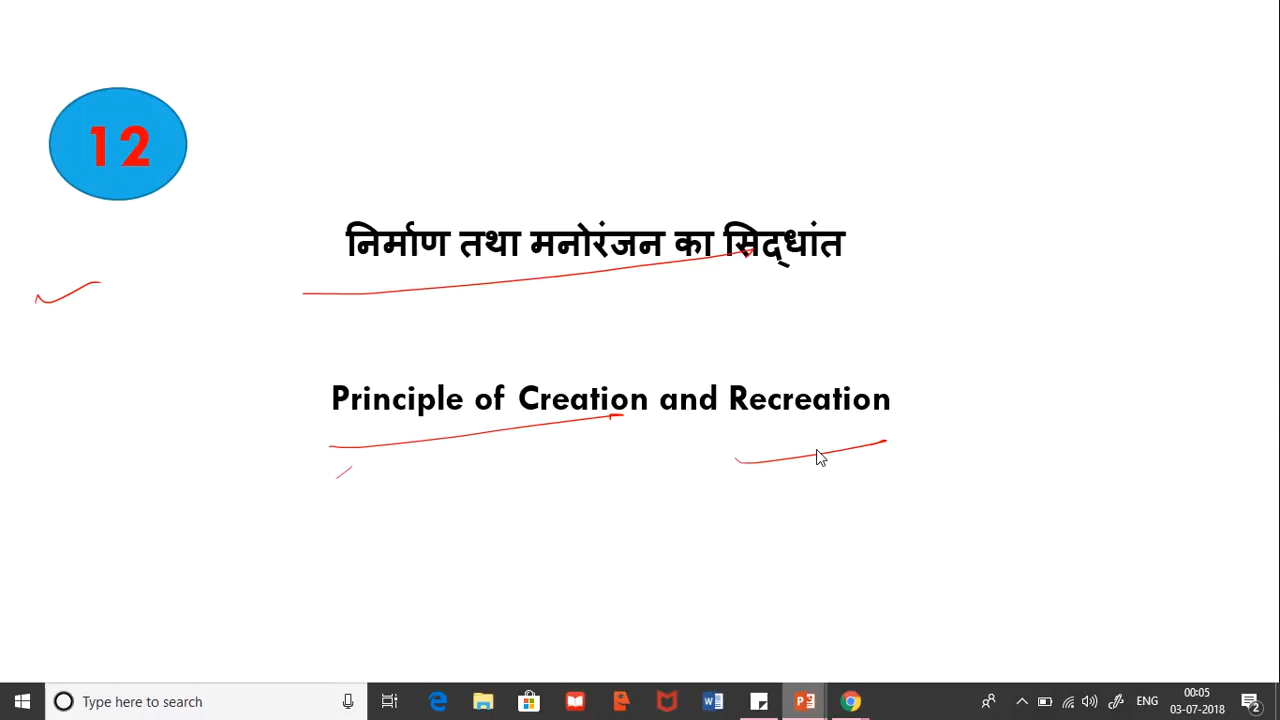 12
निर्माण तथा मनोरंजन का सिद्धांत
Principle of Creation and Recreation
Type here to search
ENG
00:05
03-07-2018
2